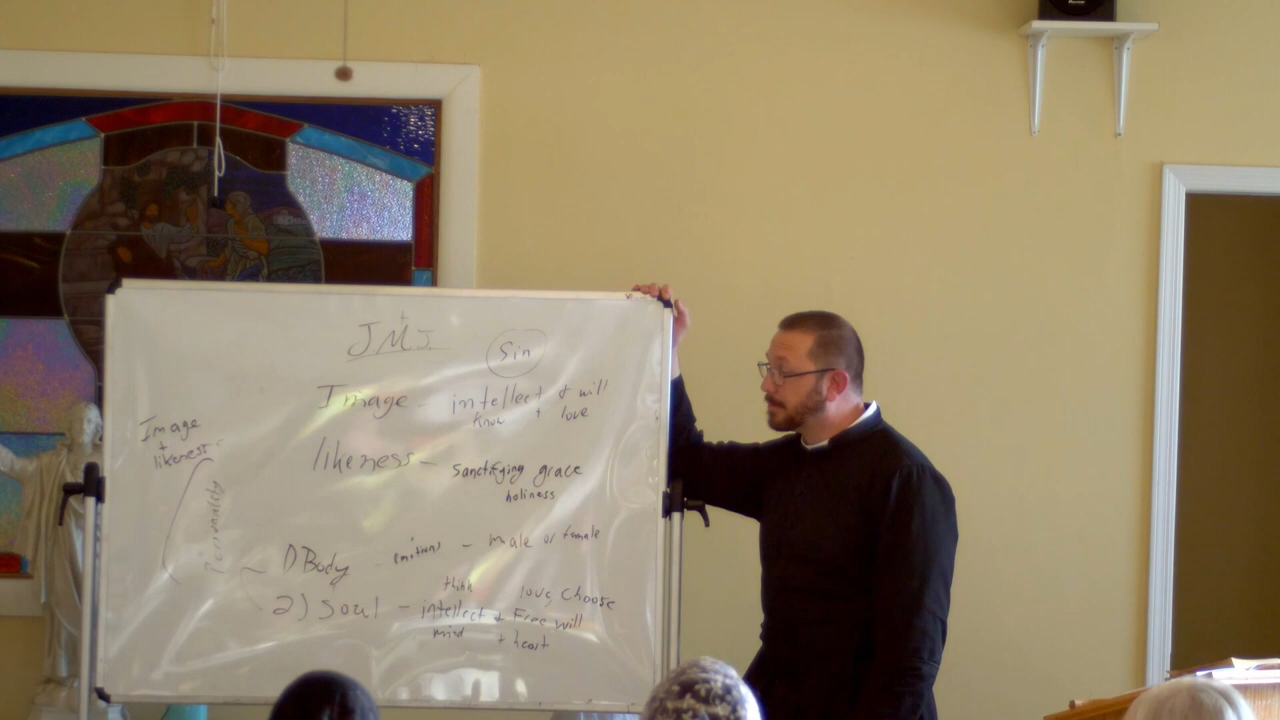 JMJ
Sin
Image - intellect + will
know + love
Image
+
likeness
likeness - sanctifying grace
holiness
1) Body - emotions - male or female
think love, choose
2) soul - intellect + Free will
mind + heart